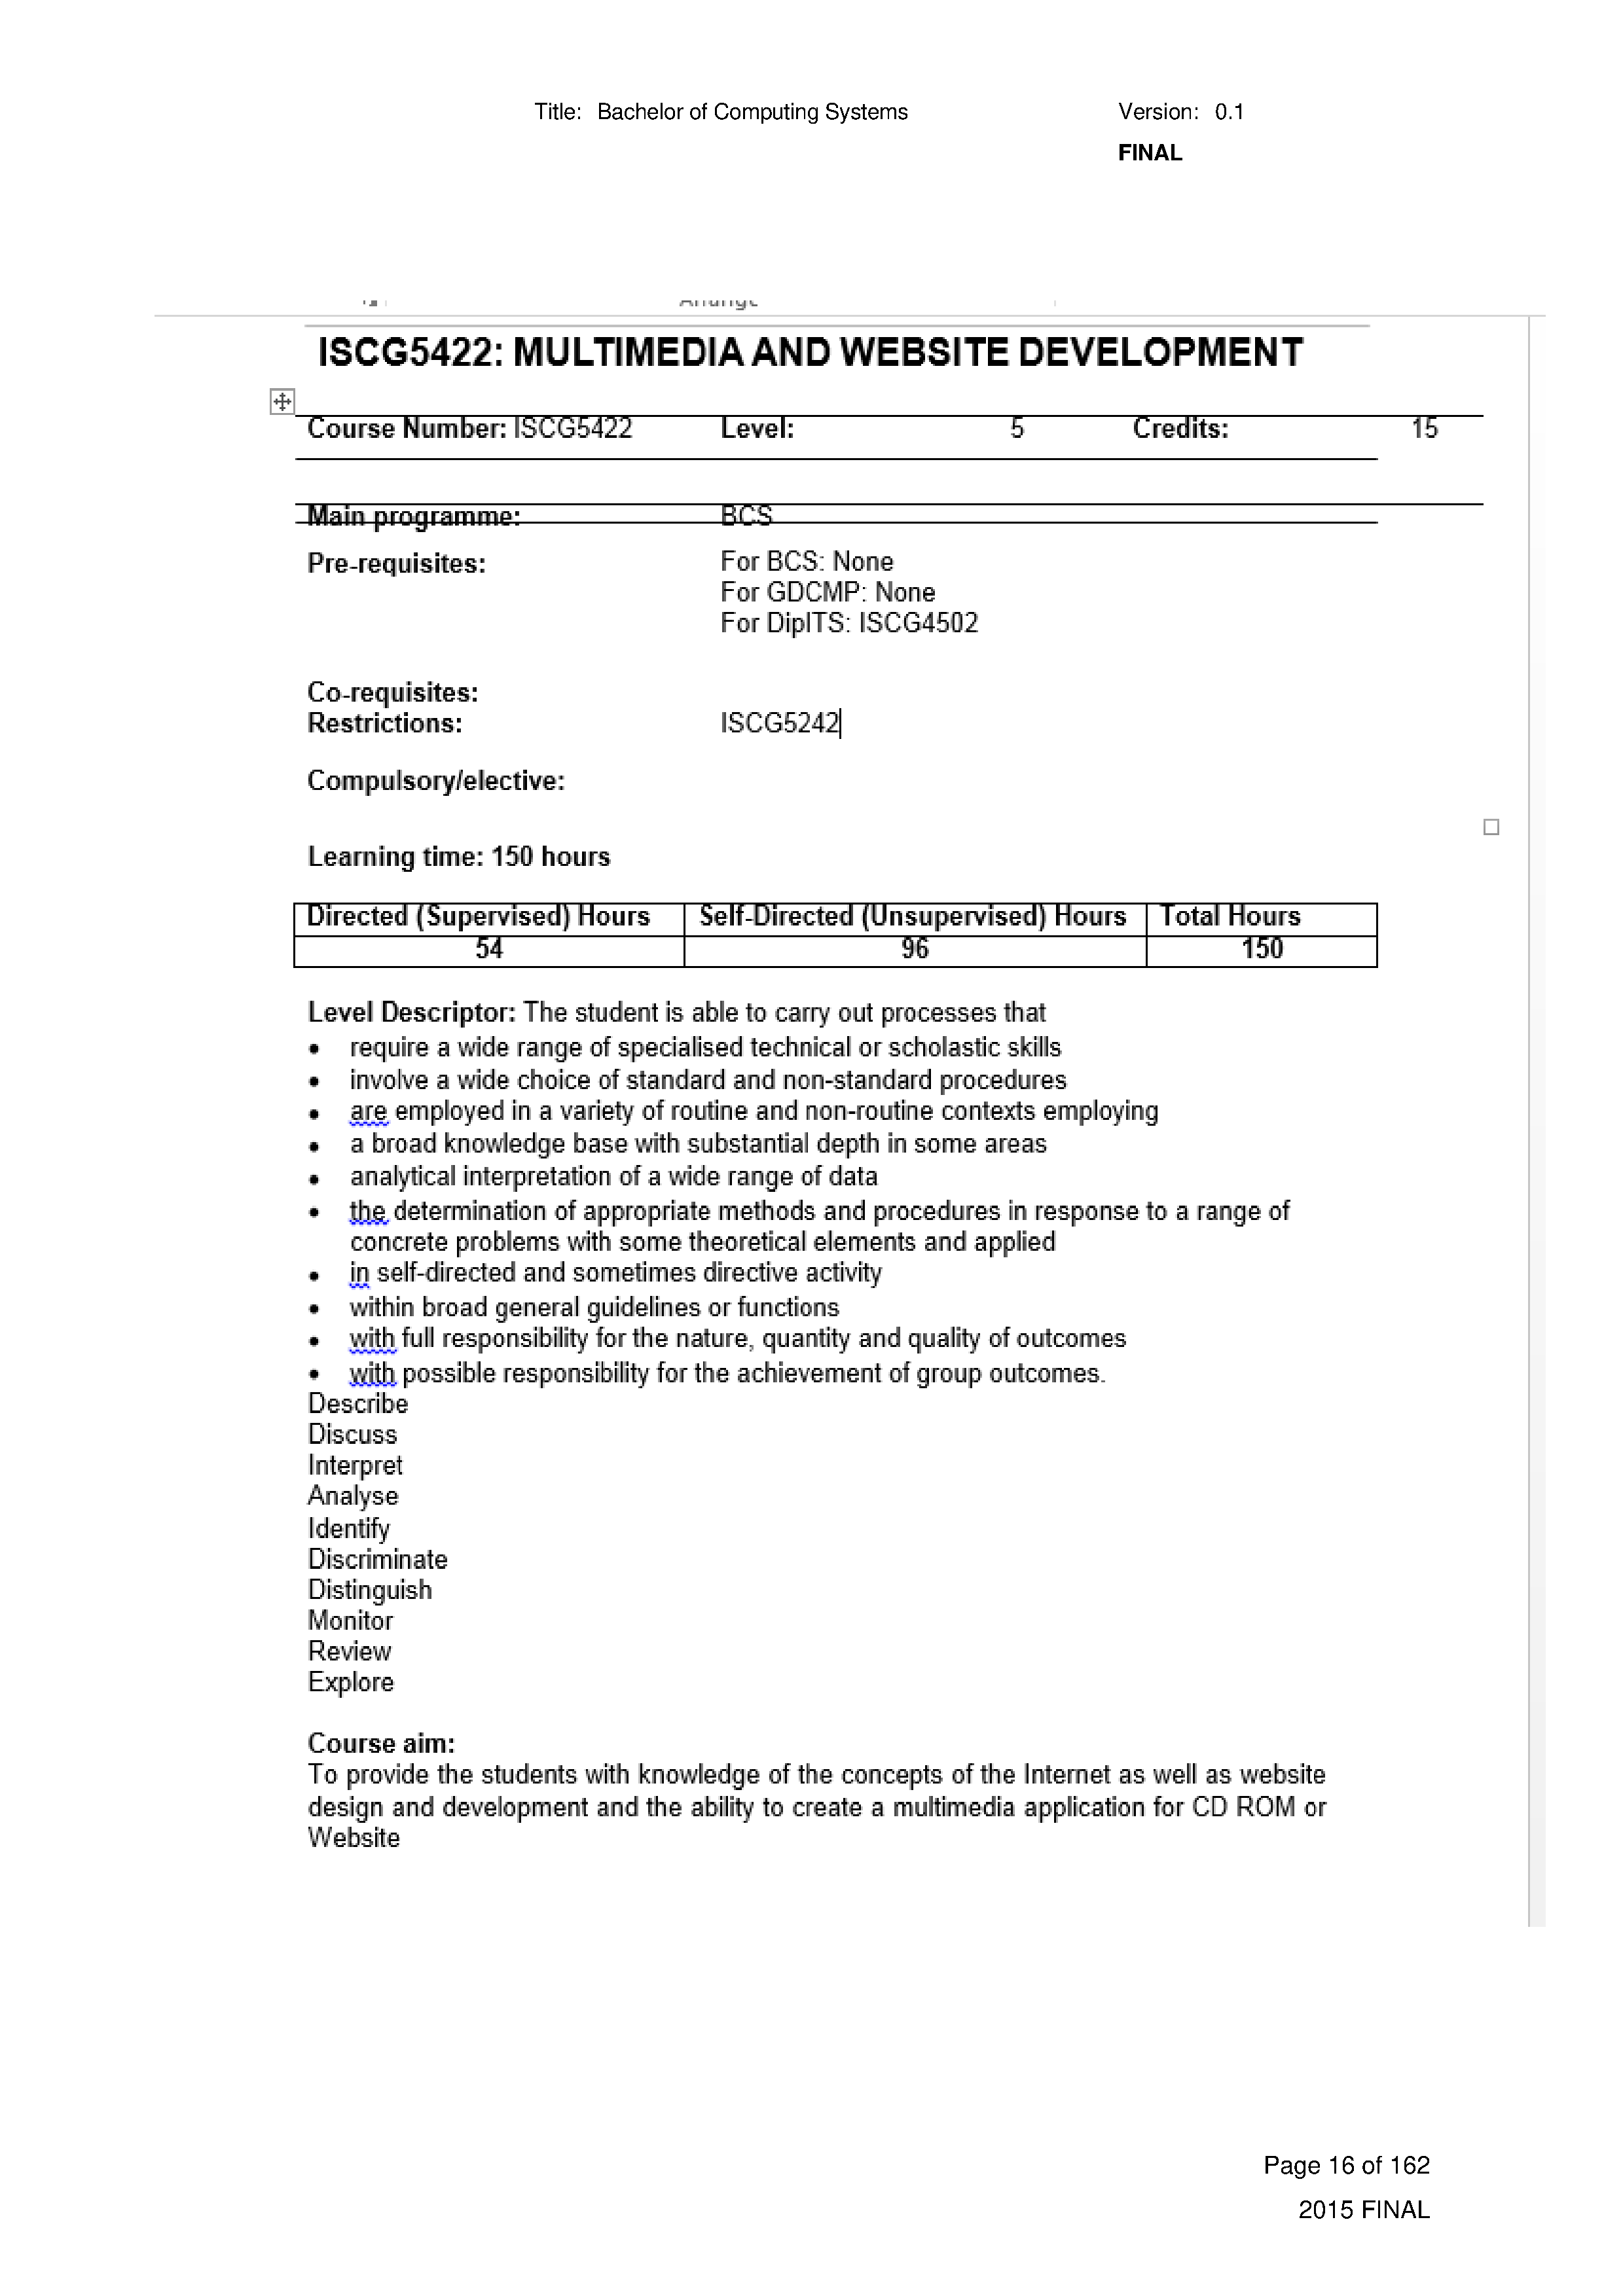 Title: Bachelor of Computing Systems Version: 0.1
FINAL
ISCG5422: MULTIMEDIA AND WEBSITE DEVELOPMENT
Course Number: ISCG5422 Level: 5 Credits: 15
Main programme: BCS
Pre-requisites: For BCS: None
For GDCMP: None
For DipITS: ISCG4502
Co-requisites:
Restrictions: ISCG5242
Compulsory/elective:
Learning time: 150 hours
Directed (Supervised) Hours Self-Directed (Unsupervised) Hours Total Hours
54 96 150
Level Descriptor: The student is able to carry out processes that
• require a wide range of specialised technical or scholastic skills
• involve a wide choice of standard and non-standard procedures
• are employed in a variety of routine and non-routine contexts employing
• a broad knowledge base with substantial depth in some areas
• analytical interpretation of a wide range of data
• the determination of appropriate methods and procedures in response to a range of
concrete problems with some theoretical elements and applied
• in self-directed and sometimes directive activity
• within broad general guidelines or functions
• with full responsibility for the nature, quantity and quality of outcomes
• with possible responsibility for the achievement of group outcomes.
Describe
Discuss
Interpret
Analyse
Identify
Discriminate
Distinguish
Monitor
Review
Explore
Course aim:
To provide the students with knowledge of the concepts of the Internet as well as website
design and development and the ability to create a multimedia application for CD ROM or
Website
Page 16 of 162
2015 FINAL